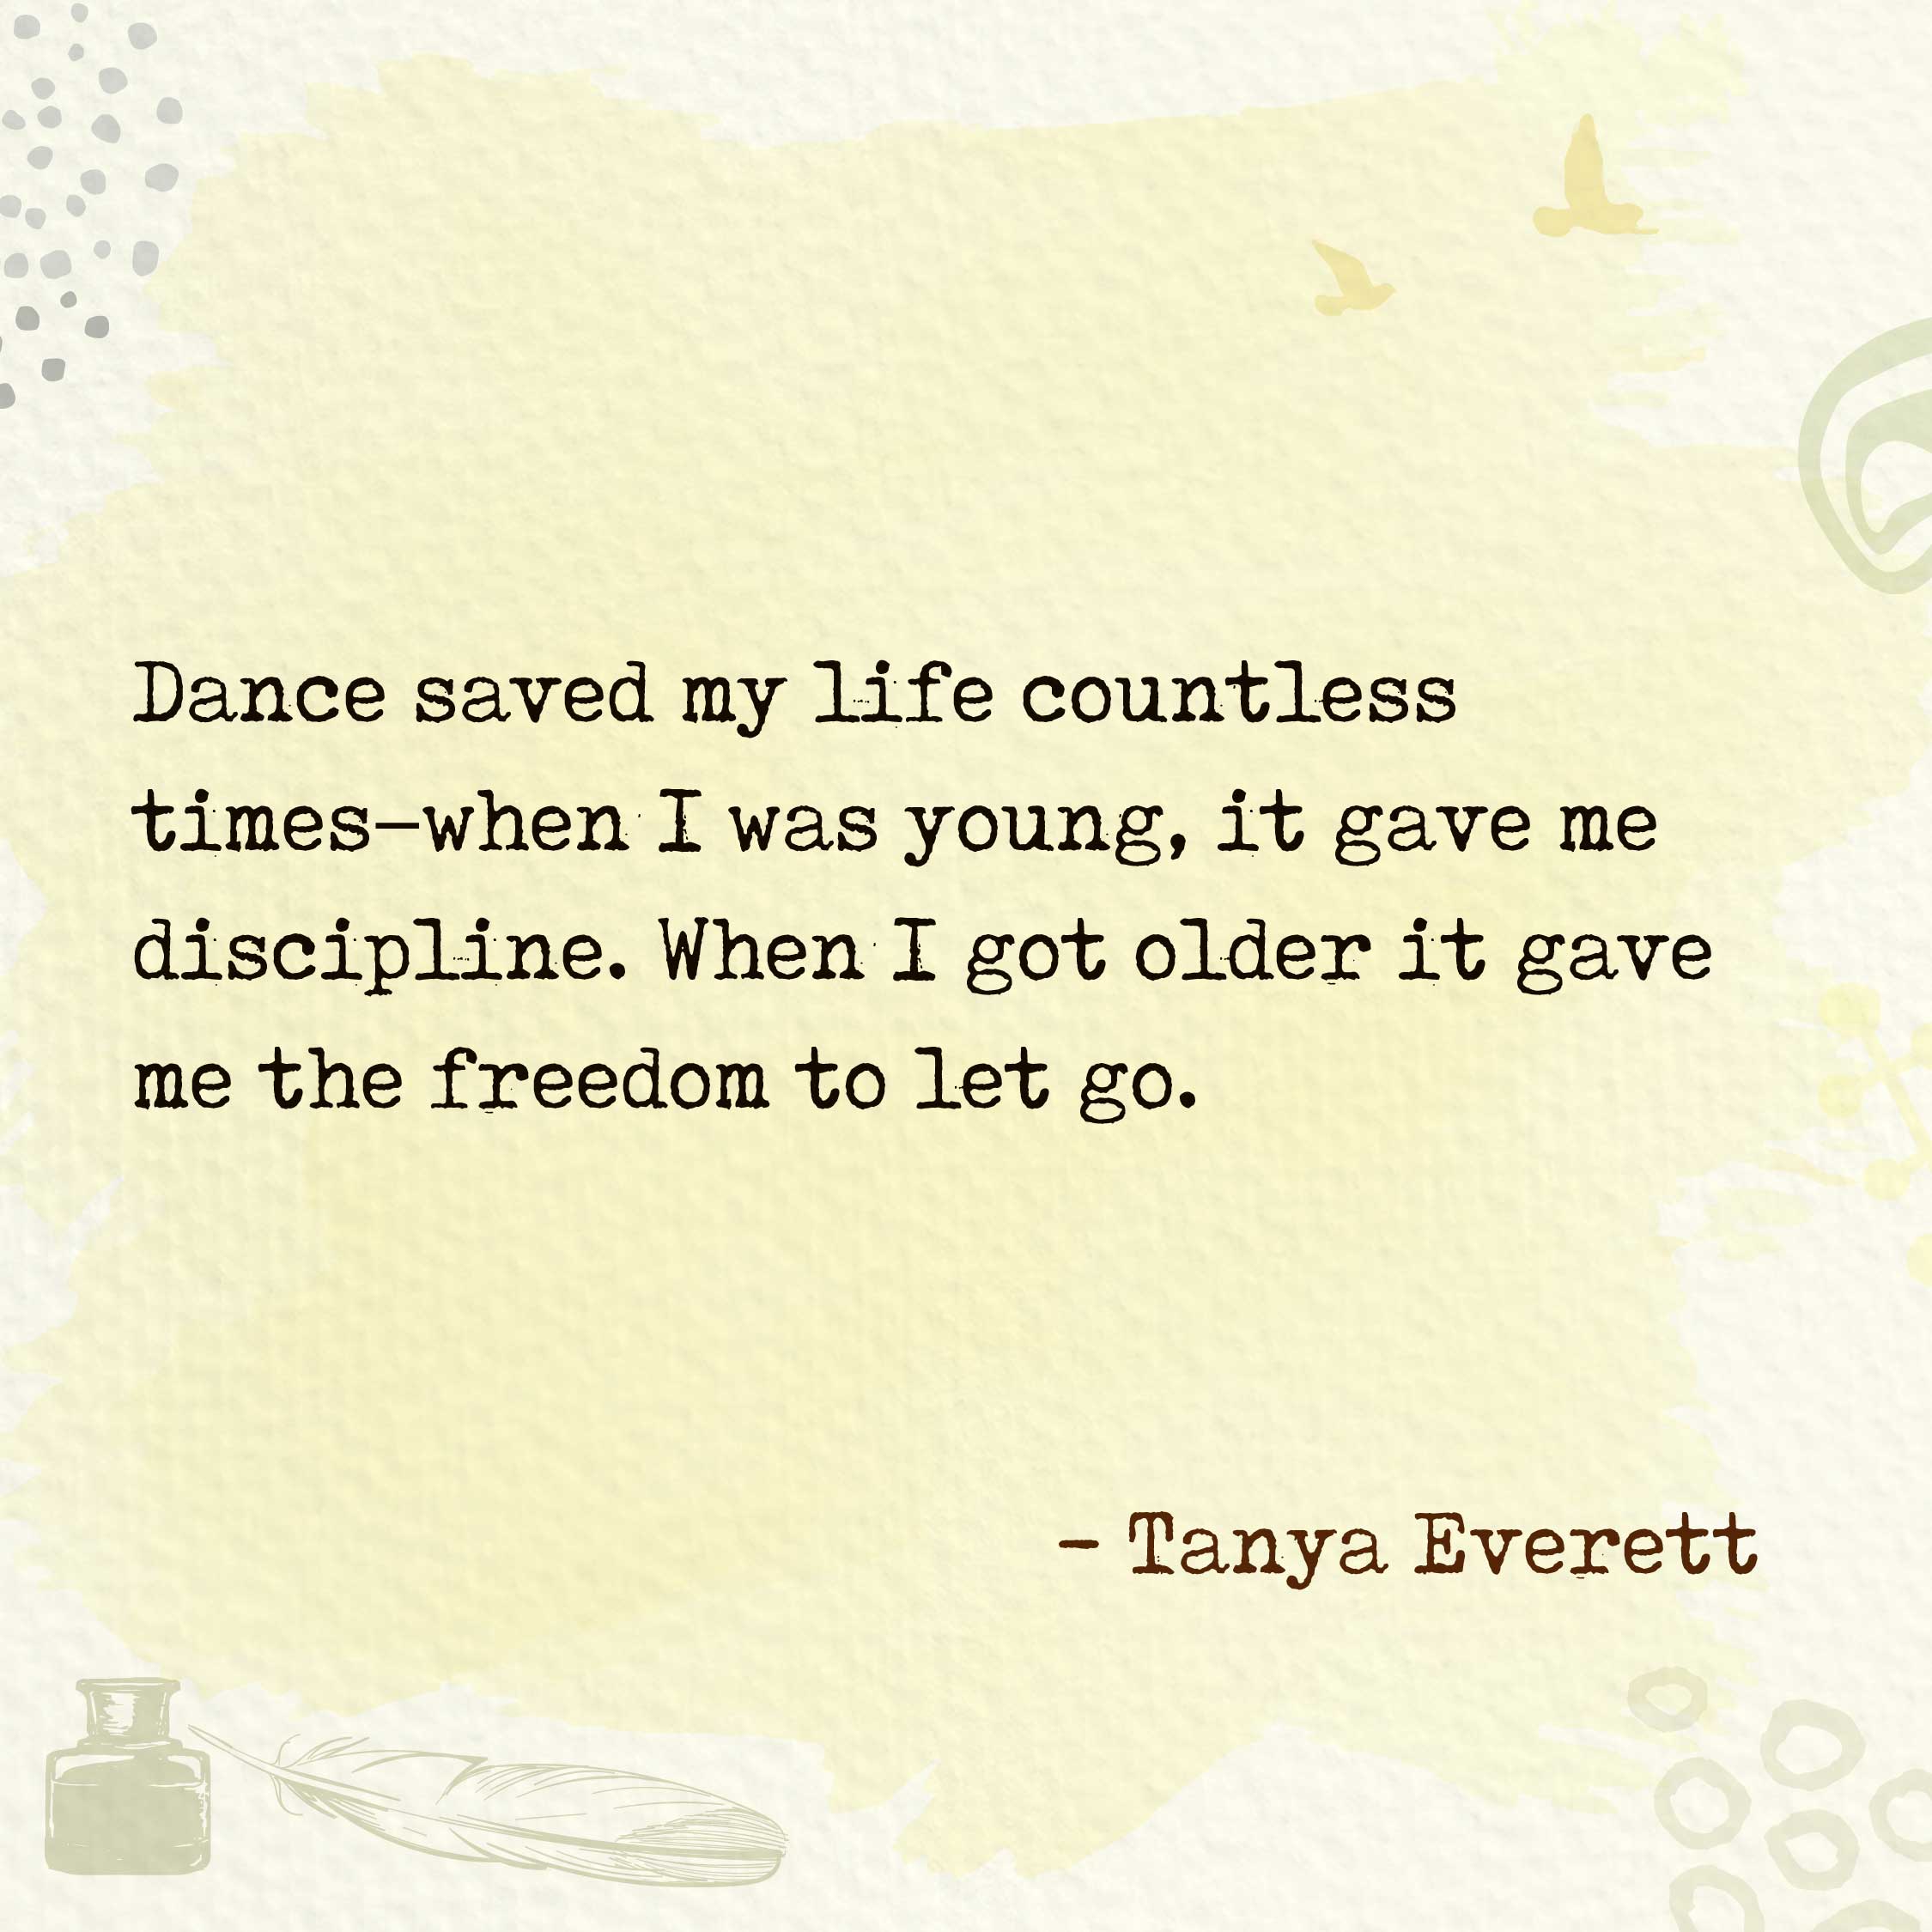 Dance saved my life countless
times—when I was young, it gave me
discipline. When I got older it gave
me the freedom to let go.
- Tanya Everett